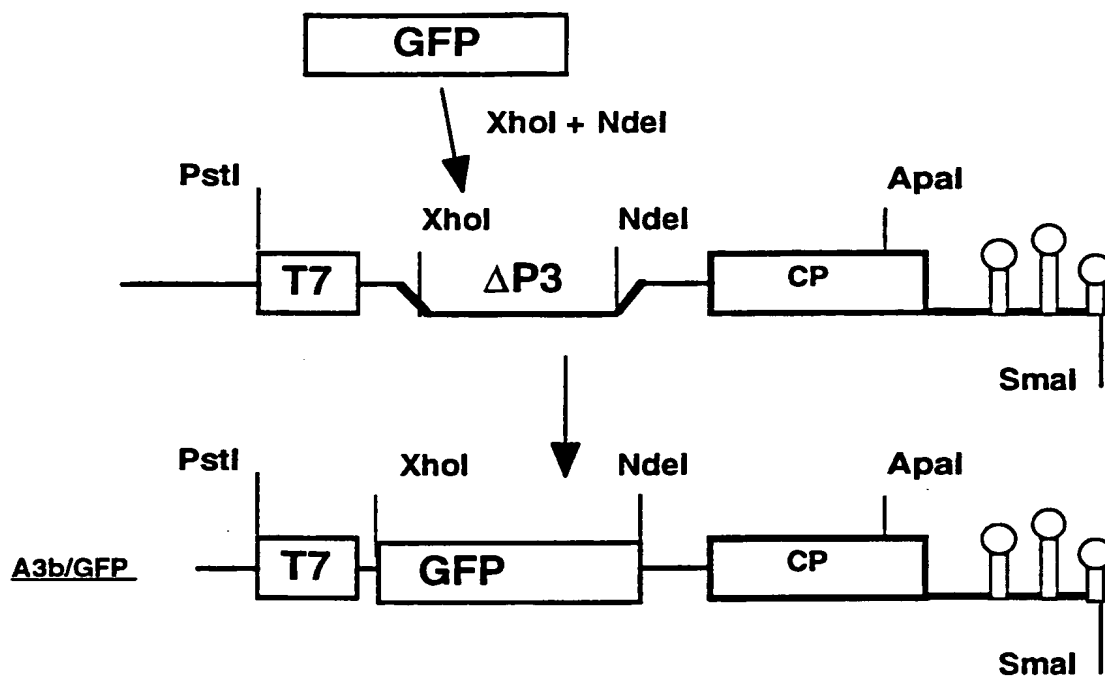 GFP
XhoI + NdeI
PstI
XhoI
NdeI
ApaI
T7
ΔP3
CP
SmaI
PstI
XhoI
NdeI
ApaI
A3b/GFP
T7
GFP
CP
SmaI